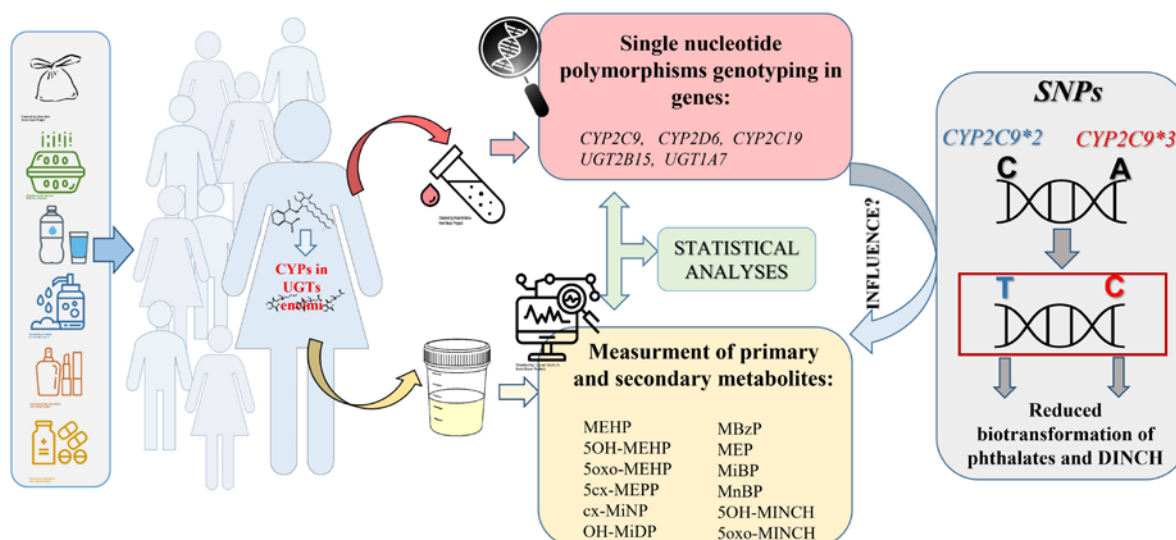 Single nucleotide
polymorphisms genotyping in
genes:
CYP2C9, CYP2D6, CYP2C19
UGT2B15, UGT1A7
CYPs in
UGTs
encimi
STATISTICAL
ANALYSES
INFLUENCE?
Measurment of primary
and secondary metabolites:
MEHP
5OH-MEHP
5oxo-MEHP
5cx-MEPP
cx-MiNP
OH-MiDP
MBzP
MEP
MiBP
MnBP
5OH-MINCH
5oxo-MINCH
SNPs
CYP2C9*2 CYP2C9*3
C A
T C
Reduced
biotransformation of
phthalates and DINCH